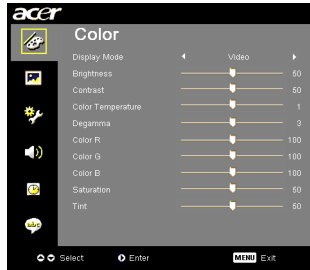 acer
Color
Display Mode Video
Brightness 50
Contrast 50
Color Temperature 1
Degamma 3
Color R 100
Color G 100
Color B 100
Saturation 50
Tint 50
abc
Select Enter MENU Exit